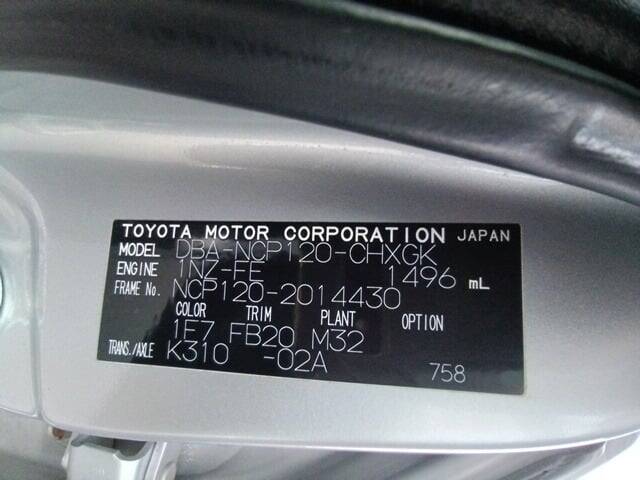 TOYOTA MOTOR CORPORATION JAPAN
MODEL DBA-NCP120-CHXGK
ENGINE 1NZ-FE 1496 mL
FRAME No. NCP120-2014430
COLOR TRIM PLANT OPTION
1E7 FB20 M32
TRANS./AXLE K310 -02A
758